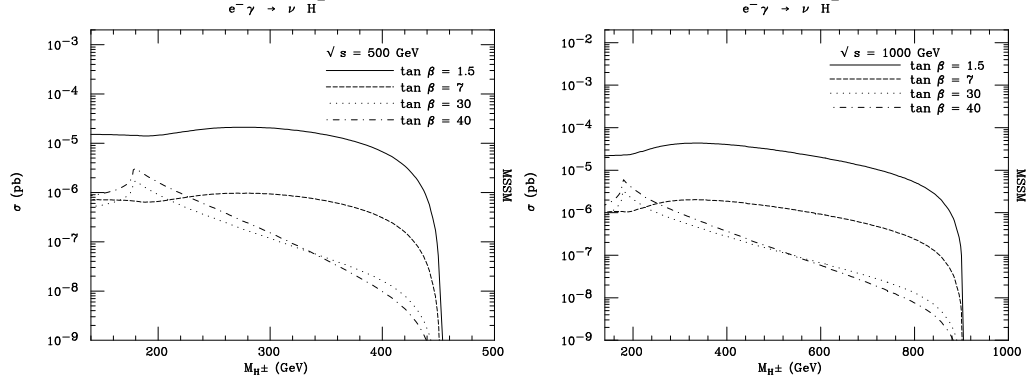 e⁻ γ → ν H⁻
√ s = 500 GeV
tan β = 1.5
tan β = 7
tan β = 30
tan β = 40
10⁻³
10⁻⁴
10⁻⁵
10⁻⁶
10⁻⁷
10⁻⁸
10⁻⁹
σ (pb)
MSSM
200 300 400 500
M_H± (GeV)
e⁻ γ → ν H⁻
√ s = 1000 GeV
tan β = 1.5
tan β = 7
tan β = 30
tan β = 40
10⁻²
10⁻³
10⁻⁴
10⁻⁵
10⁻⁶
10⁻⁷
10⁻⁸
10⁻⁹
σ (pb)
MSSM
200 400 600 800 1000
M_H± (GeV)